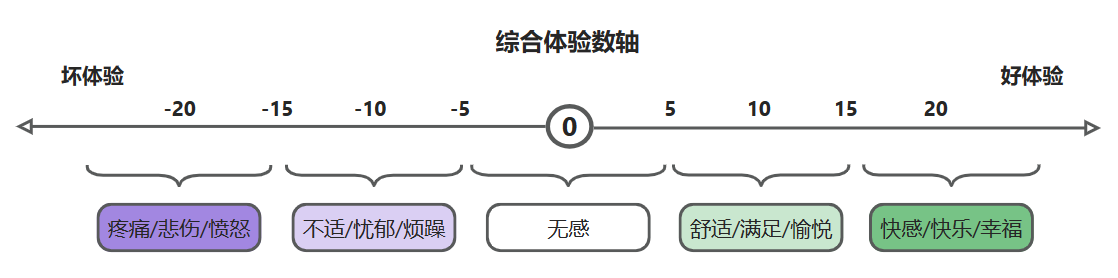 综合体验数轴
坏体验
好体验
-20 -15 -10 -5 0 5 10 15 20
疼痛/悲伤/愤怒 不适/忧郁/烦躁 无感 舒适/满足/愉悦 快感/快乐/幸福